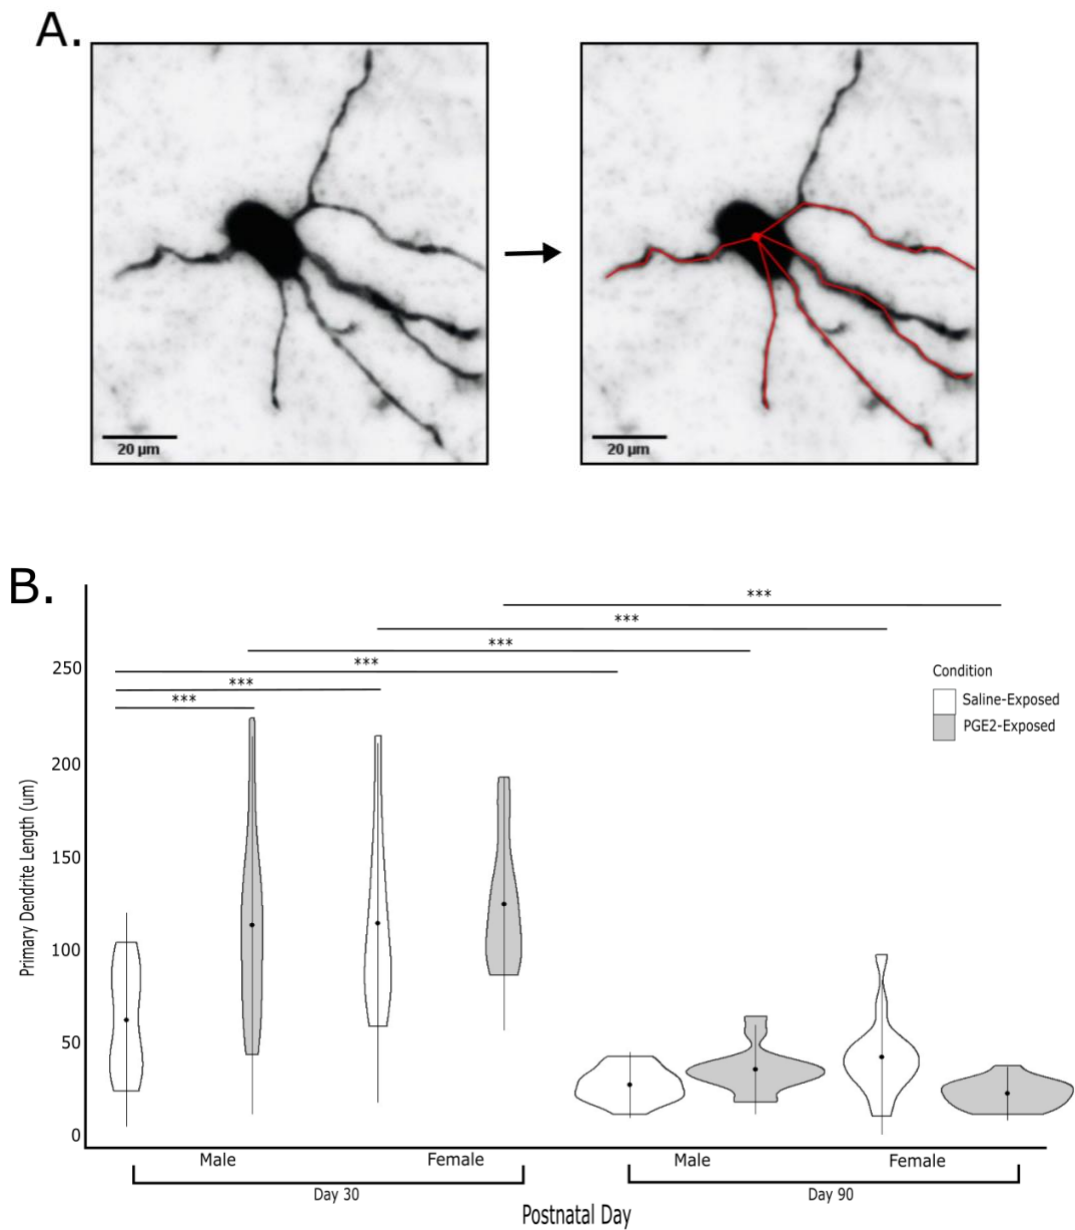 A.
20 µm
20 µm
B.
***
***
***
***
***
***
250
200
150
100
50
0
Primary Dendrite Length (um)
Condition
Saline-Exposed
PGE2-Exposed
Male
Female
Male
Female
Day 30
Day 90
Postnatal Day